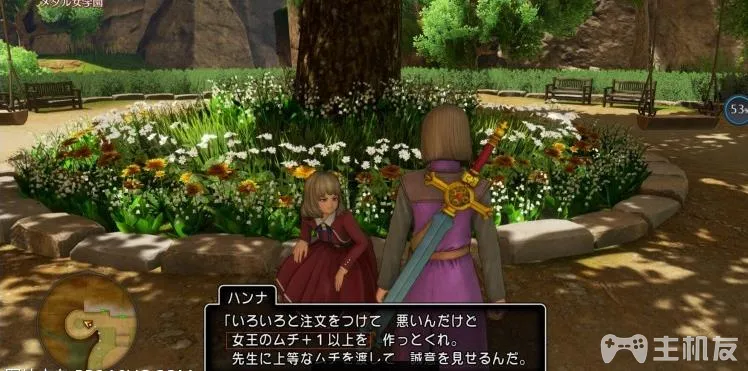 メダル女学園
53
ハンナ
「いろいろと注文をつけて 悪いんだけど
女王のムチ＋1以上を 作っとくれ。
先生に上等なムチを渡して 誠意を見せるんだ。
主机友